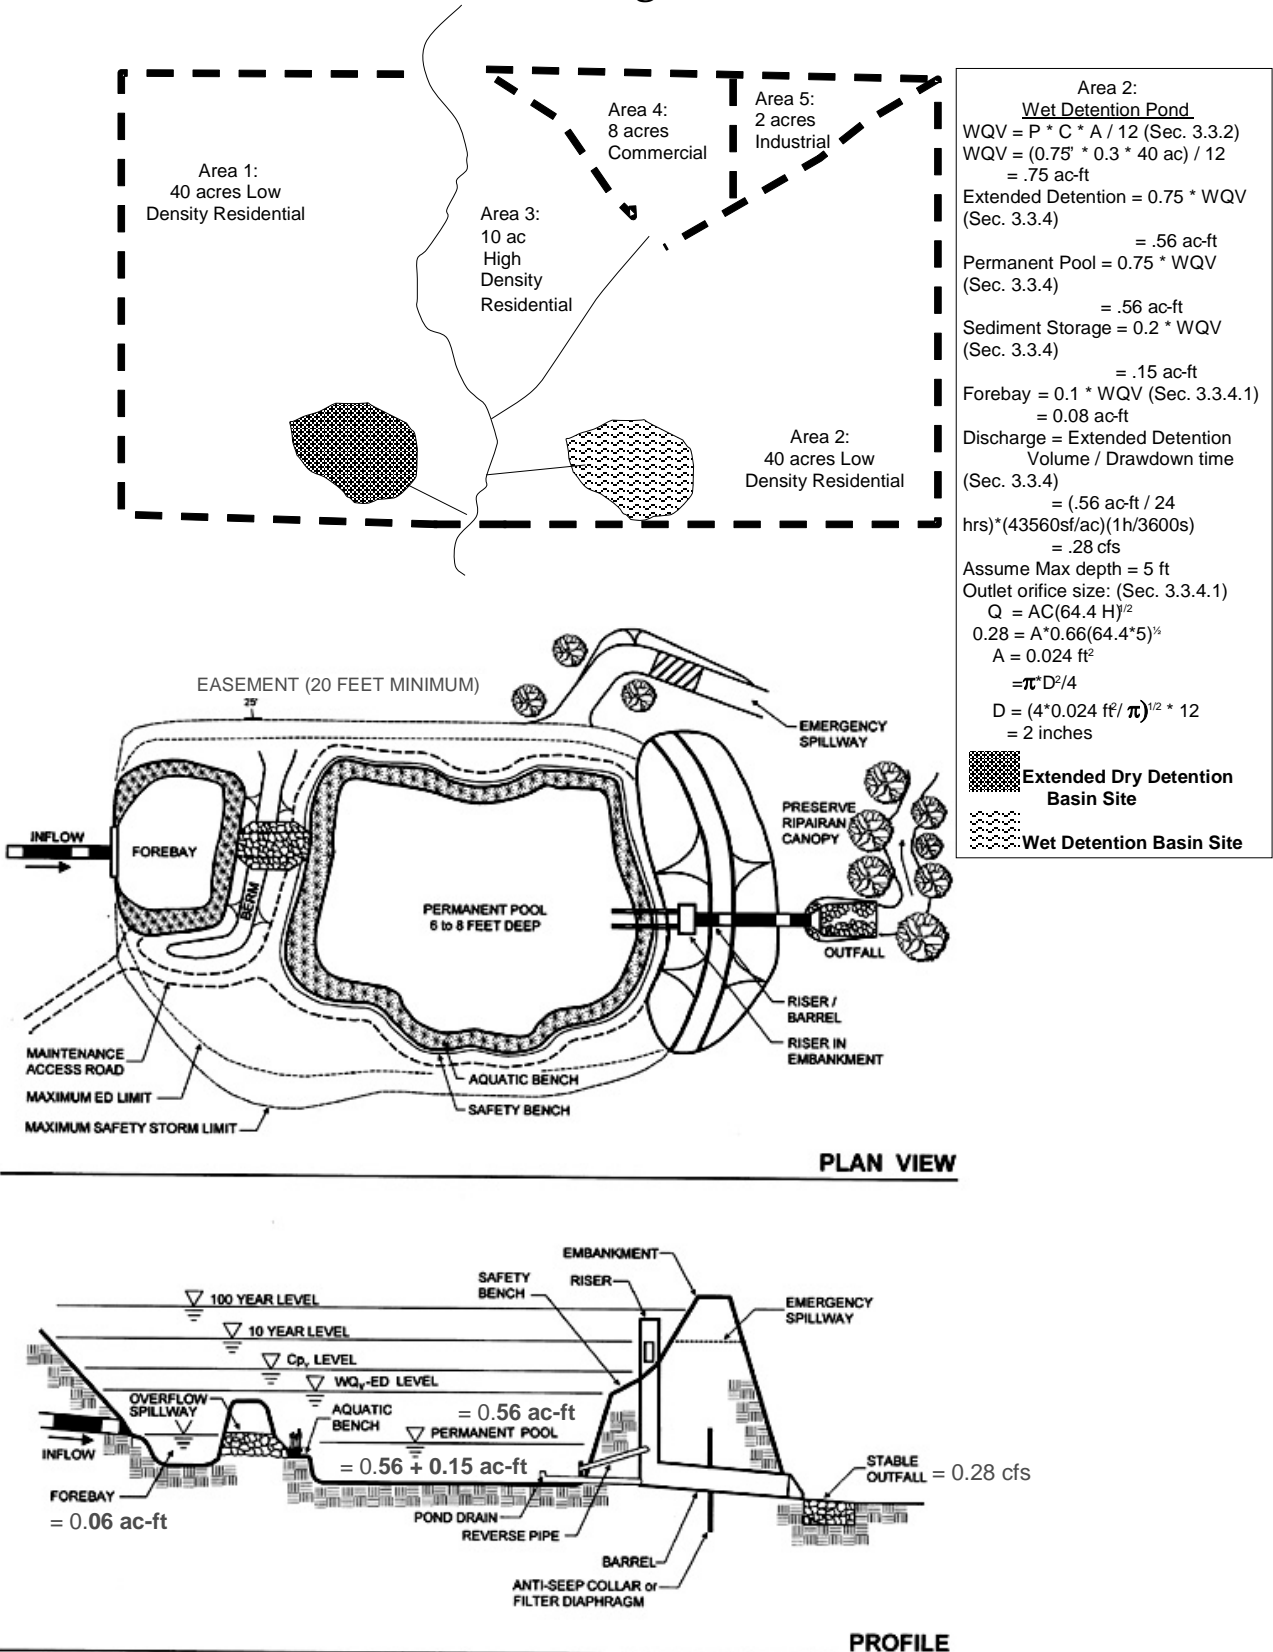 Area 1:
40 acres Low
Density Residential
Area 3:
10 ac
High
Density
Residential
Area 4:
8 acres
Commercial
Area 5:
2 acres
Industrial
Area 2:
40 acres Low
Density Residential
Area 2:
Wet Detention Pond
WQV = P * C * A / 12 (Sec. 3.3.2)
WQV = (0.75" * 0.3 * 40 ac) / 12
= .75 ac-ft
Extended Detention = 0.75 * WQV
(Sec. 3.3.4)
= .56 ac-ft
Permanent Pool = 0.75 * WQV
(Sec. 3.3.4)
= .56 ac-ft
Sediment Storage = 0.2 * WQV
(Sec. 3.3.4)
= .15 ac-ft
Forebay = 0.1 * WQV (Sec. 3.3.4.1)
= 0.08 ac-ft
Discharge = Extended Detention
Volume / Drawdown time
(Sec. 3.3.4)
= (.56 ac-ft / 24
hrs)*(43560sf/ac)(1h/3600s)
= .28 cfs
Assume Max depth = 5 ft
Outlet orifice size: (Sec. 3.3.4.1)
Q = AC(64.4 H)1/2
0.28 = A*0.66(64.4*5)½
A = 0.024 ft²
=π*D²/4
D = (4*0.024 ft²/ π)1/2 * 12
= 2 inches
Extended Dry Detention
Basin Site
Wet Detention Basin Site
EASEMENT (20 FEET MINIMUM)
25'
EMERGENCY
SPILLWAY
PRESERVE
RIPAIRAN
CANOPY
INFLOW
FOREBAY
BERM
PERMANENT POOL
6 to 8 FEET DEEP
OUTFALL
RISER /
BARREL
RISER IN
EMBANKMENT
MAINTENANCE
ACCESS ROAD
MAXIMUM ED LIMIT
MAXIMUM SAFETY STORM LIMIT
AQUATIC BENCH
SAFETY BENCH
PLAN VIEW
EMBANKMENT
SAFETY
BENCH
RISER
EMERGENCY
SPILLWAY
100 YEAR LEVEL
10 YEAR LEVEL
Cpv LEVEL
WQv-ED LEVEL
OVERFLOW
SPILLWAY
AQUATIC
BENCH
= 0.56 ac-ft
PERMANENT POOL
INFLOW
= 0.56 + 0.15 ac-ft
STABLE
OUTFALL = 0.28 cfs
FOREBAY
= 0.06 ac-ft
POND DRAIN
REVERSE PIPE
BARREL
ANTI-SEEP COLLAR or
FILTER DIAPHRAGM
PROFILE